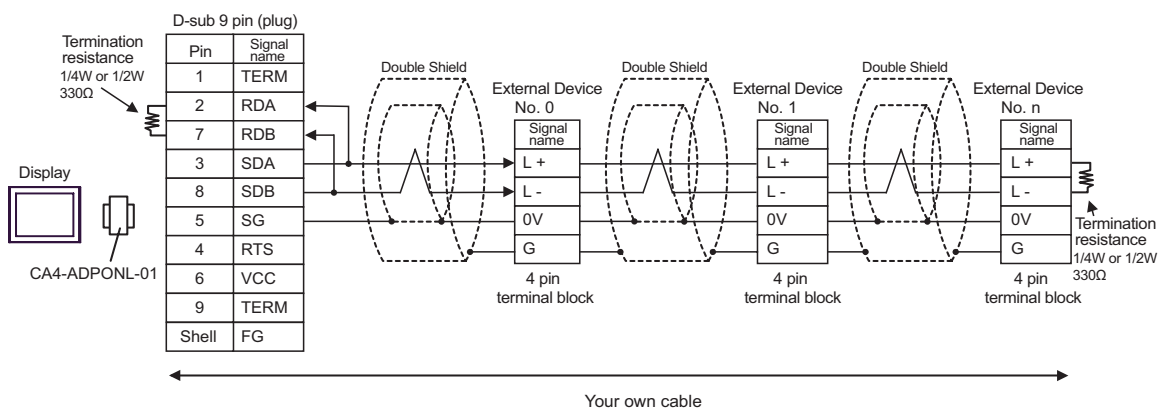 D-sub 9 pin (plug)
Termination
resistance
1/4W or 1/2W
330Ω
Pin
Signal
name
1
TERM
2
RDA
7
RDB
3
SDA
8
SDB
5
SG
4
RTS
6
VCC
9
TERM
Shell
FG
Display
CA4-ADPONL-01
Double Shield
External Device
No. 0
Signal
name
L +
L -
0V
G
4 pin
terminal block
Double Shield
External Device
No. 1
Signal
name
L +
L -
0V
G
4 pin
terminal block
Double Shield
External Device
No. n
Signal
name
L +
L -
0V
G
4 pin
terminal block
Termination
resistance
1/4W or 1/2W
330Ω
Your own cable